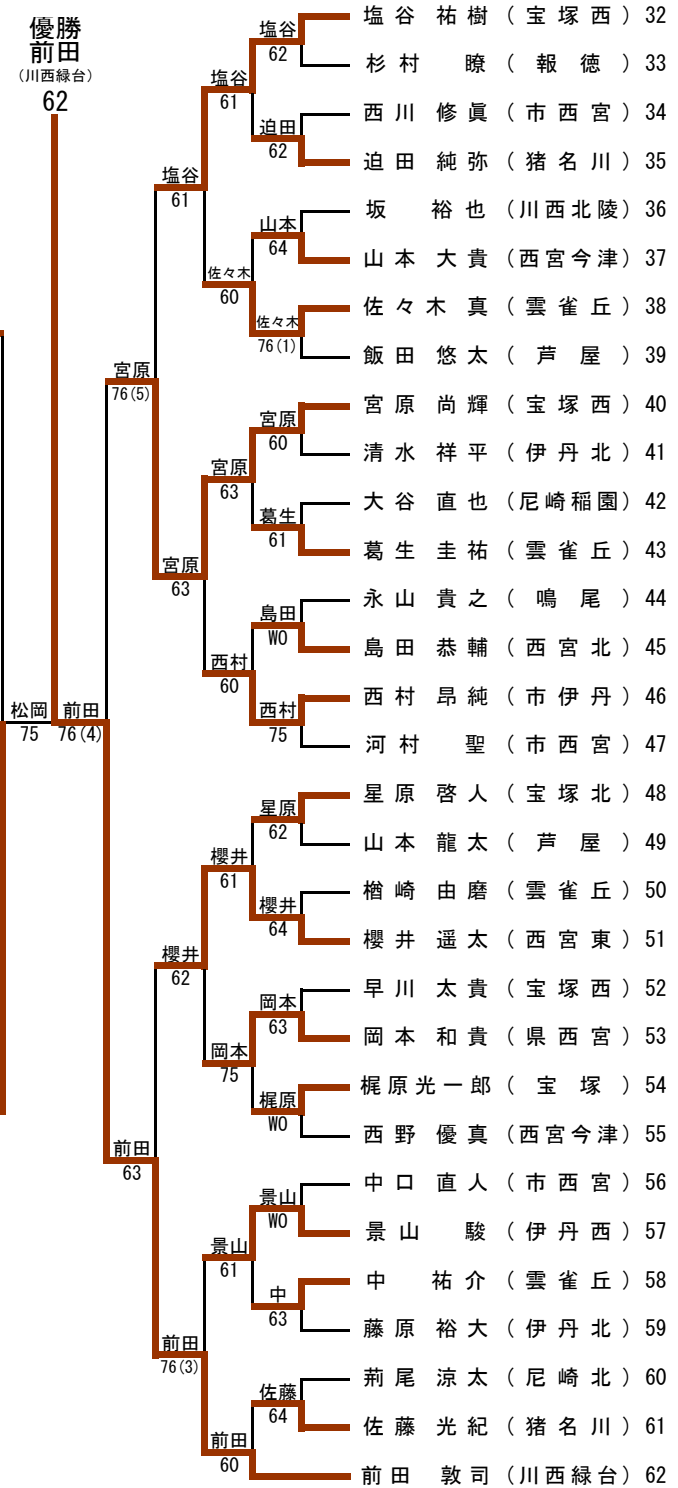 優勝
前田
(川西緑台)
62
塩谷 祐樹 (宝塚西) 32
塩谷
62
杉村 瞭 (報徳) 33
塩谷
61
西川 修眞 (市西宮) 34
迫田
62
迫田 純弥 (猪名川) 35
塩谷
61
坂 裕也 (川西北陵) 36
山本
64
山本 大貴 (西宮今津) 37
佐々木
60
佐々木 真 (雲雀丘) 38
佐々木
76(1)
飯田 悠太 (芦屋) 39
宮原
76(5)
宮原 尚輝 (宝塚西) 40
宮原
60
清水 祥平 (伊丹北) 41
宮原
63
大谷 直也 (尼崎稲園) 42
葛生
61
葛生 圭祐 (雲雀丘) 43
宮原
63
永山 貴之 (鳴尾) 44
島田
WO
島田 恭輔 (西宮北) 45
西村
60
西村 昂純 (市伊丹) 46
西村
75
河村 聖 (市西宮) 47
松岡 前田
75 76(4)
星原 啓人 (宝塚北) 48
星原
62
山本 龍太 (芦屋) 49
櫻井
61
楢崎 由磨 (雲雀丘) 50
櫻井
64
櫻井 遥太 (西宮東) 51
櫻井
62
早川 太貴 (宝塚西) 52
岡本
63
岡本 和貴 (県西宮) 53
岡本
75
梶原光一郎 (宝塚) 54
梶原
WO
西野 優真 (西宮今津) 55
前田
63
中口 直人 (市西宮) 56
景山
WO
景山 駿 (伊丹西) 57
景山
61
中 祐介 (雲雀丘) 58
中
63
藤原 裕大 (伊丹北) 59
前田
76(3)
荊尾 涼太 (尼崎北) 60
佐藤
64
佐藤 光紀 (猪名川) 61
前田
60
前田 敦司 (川西緑台) 62